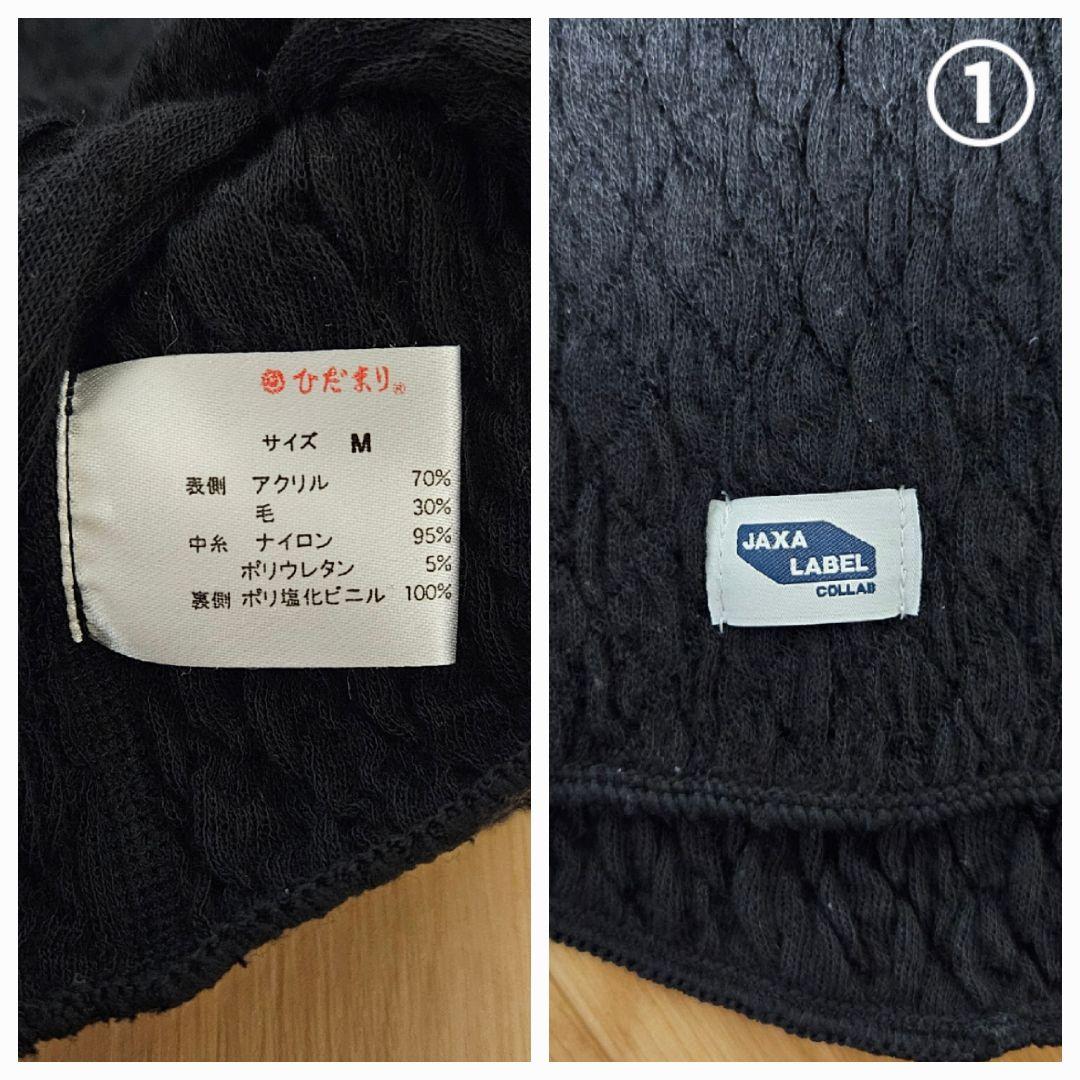 ひだまり®
サイズ M
表側 アクリル 70%
毛 30%
中糸 ナイロン 95%
ポリウレタン 5%
裏側 ポリ塩化ビニル 100%
①
JAXA
LABEL
COLLAB